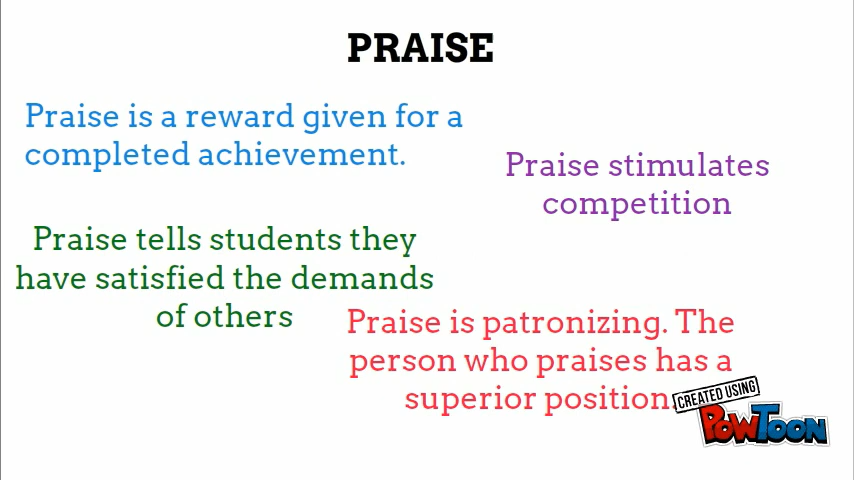 PRAISE
Praise is a reward given for a
completed achievement.
Praise stimulates
competition
Praise tells students they
have satisfied the demands
of others
Praise is patronizing. The
person who praises has a
superior position.
CREATED USING
POWTOON